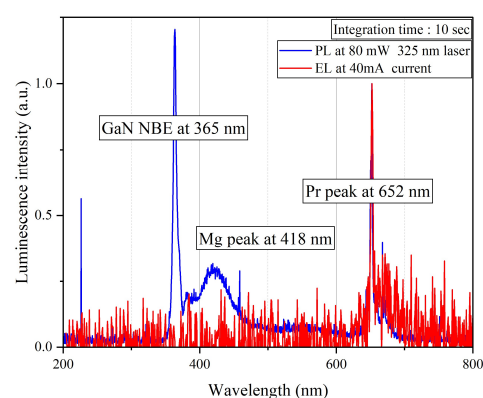 Integration time : 10 sec
PL at 80 mW 325 nm laser
EL at 40mA current
GaN NBE at 365 nm
Pr peak at 652 nm
Mg peak at 418 nm
Luminescence intensity (a.u.)
1.0
0.5
0.0
200 400 600 800
Wavelength (nm)